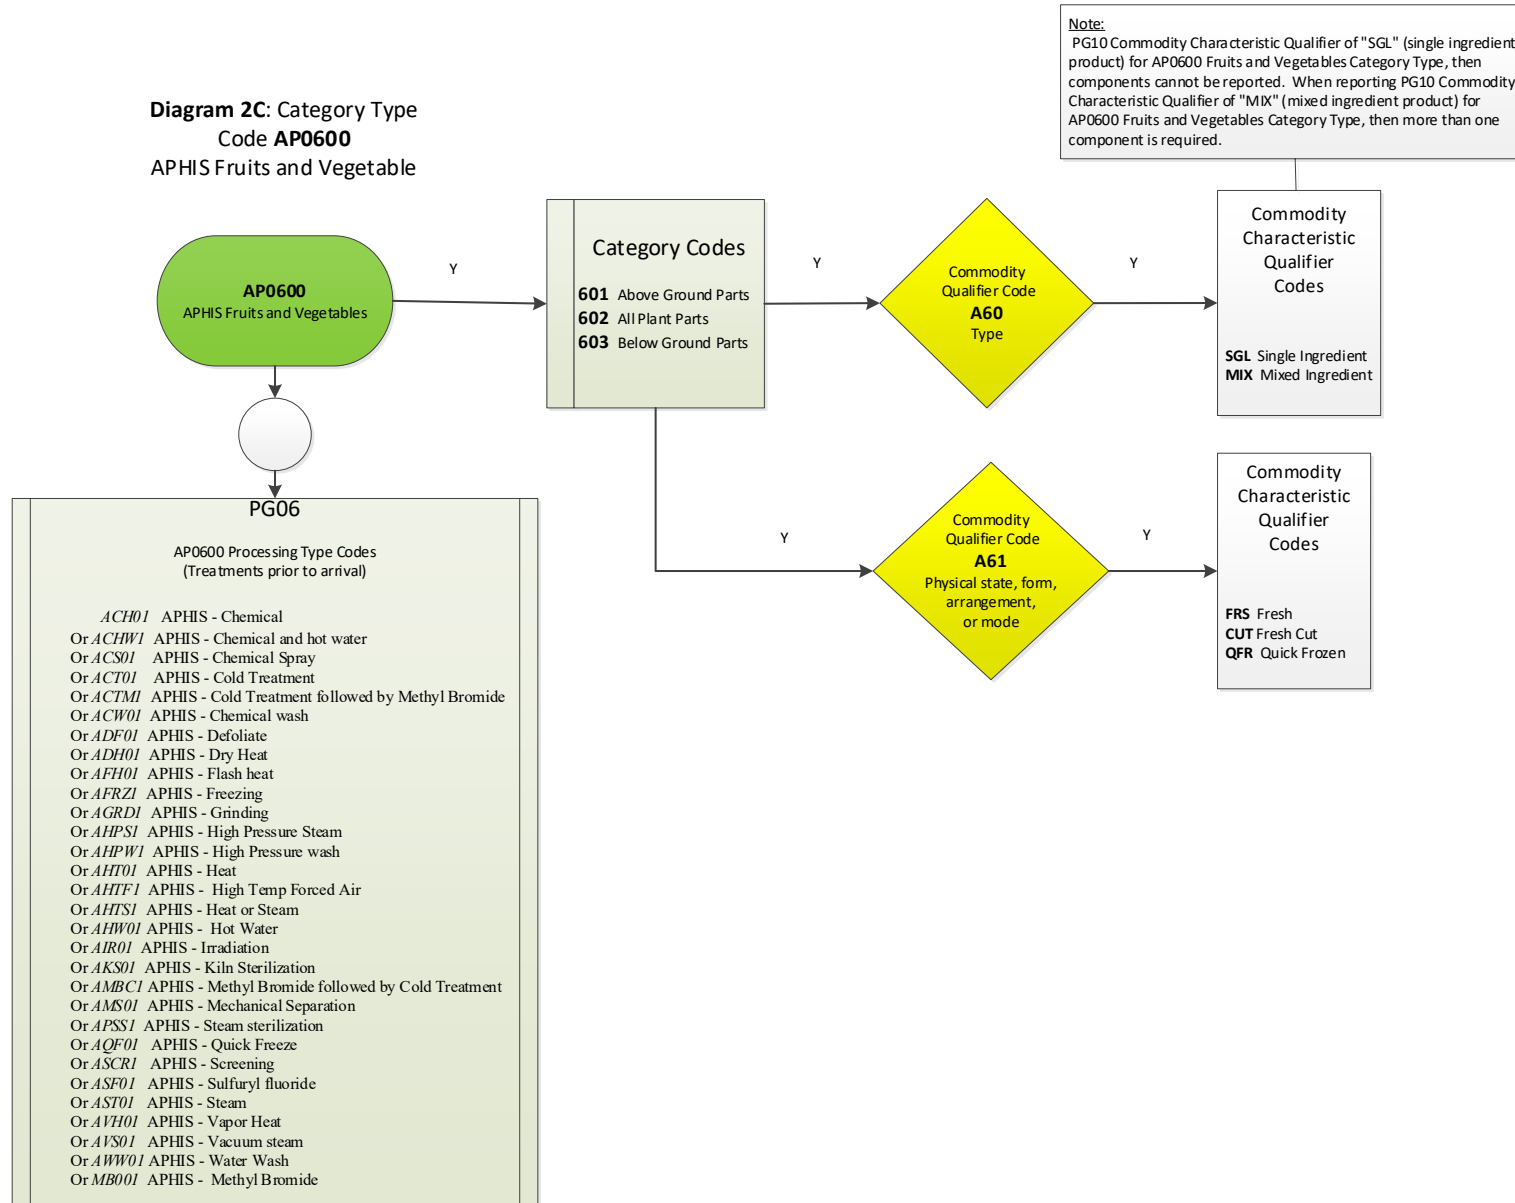 Note:
PG10 Commodity Characteristic Qualifier of "SGL" (single ingredient
product) for AP0600 Fruits and Vegetables Category Type, then
components cannot be reported. When reporting PG10 Commodity
Characteristic Qualifier of "MIX" (mixed ingredient product) for
AP0600 Fruits and Vegetables Category Type, then more than one
component is required.
Diagram 2C: Category Type
Code AP0600
APHIS Fruits and Vegetable
AP0600
APHIS Fruits and Vegetables
Y
Category Codes
601 Above Ground Parts
602 All Plant Parts
603 Below Ground Parts
Y
Commodity
Qualifier Code
A60
Type
Y
Commodity
Characteristic
Qualifier
Codes
SGL Single Ingredient
MIX Mixed Ingredient
Y
Commodity
Qualifier Code
A61
Physical state, form,
arrangement,
or mode
Y
Commodity
Characteristic
Qualifier
Codes
FRS Fresh
CUT Fresh Cut
QFR Quick Frozen
PG06
AP0600 Processing Type Codes
(Treatments prior to arrival)
ACH01 APHIS - Chemical
Or ACHW1 APHIS - Chemical and hot water
Or ACS01 APHIS - Chemical Spray
Or ACT01 APHIS - Cold Treatment
Or ACTM1 APHIS - Cold Treatment followed by Methyl Bromide
Or ACW01 APHIS - Chemical wash
Or ADF01 APHIS - Defoliate
Or ADH01 APHIS - Dry Heat
Or AFH01 APHIS - Flash heat
Or AFRZ1 APHIS - Freezing
Or AGRD1 APHIS - Grinding
Or AHPS1 APHIS - High Pressure Steam
Or AHPW1 APHIS - High Pressure wash
Or AHT01 APHIS - Heat
Or AHTF1 APHIS - High Temp Forced Air
Or AHTS1 APHIS - Heat or Steam
Or AHW01 APHIS - Hot Water
Or AIR01 APHIS - Irradiation
Or AKS01 APHIS - Kiln Sterilization
Or AMBC1 APHIS - Methyl Bromide followed by Cold Treatment
Or AMS01 APHIS - Mechanical Separation
Or APSS1 APHIS - Steam sterilization
Or AQF01 APHIS - Quick Freeze
Or ASCR1 APHIS - Screening
Or ASF01 APHIS - Sulfuryl fluoride
Or AST01 APHIS - Steam
Or AVH01 APHIS - Vapor Heat
Or AVS01 APHIS - Vacuum steam
Or AWW01 APHIS - Water Wash
Or MB001 APHIS - Methyl Bromide